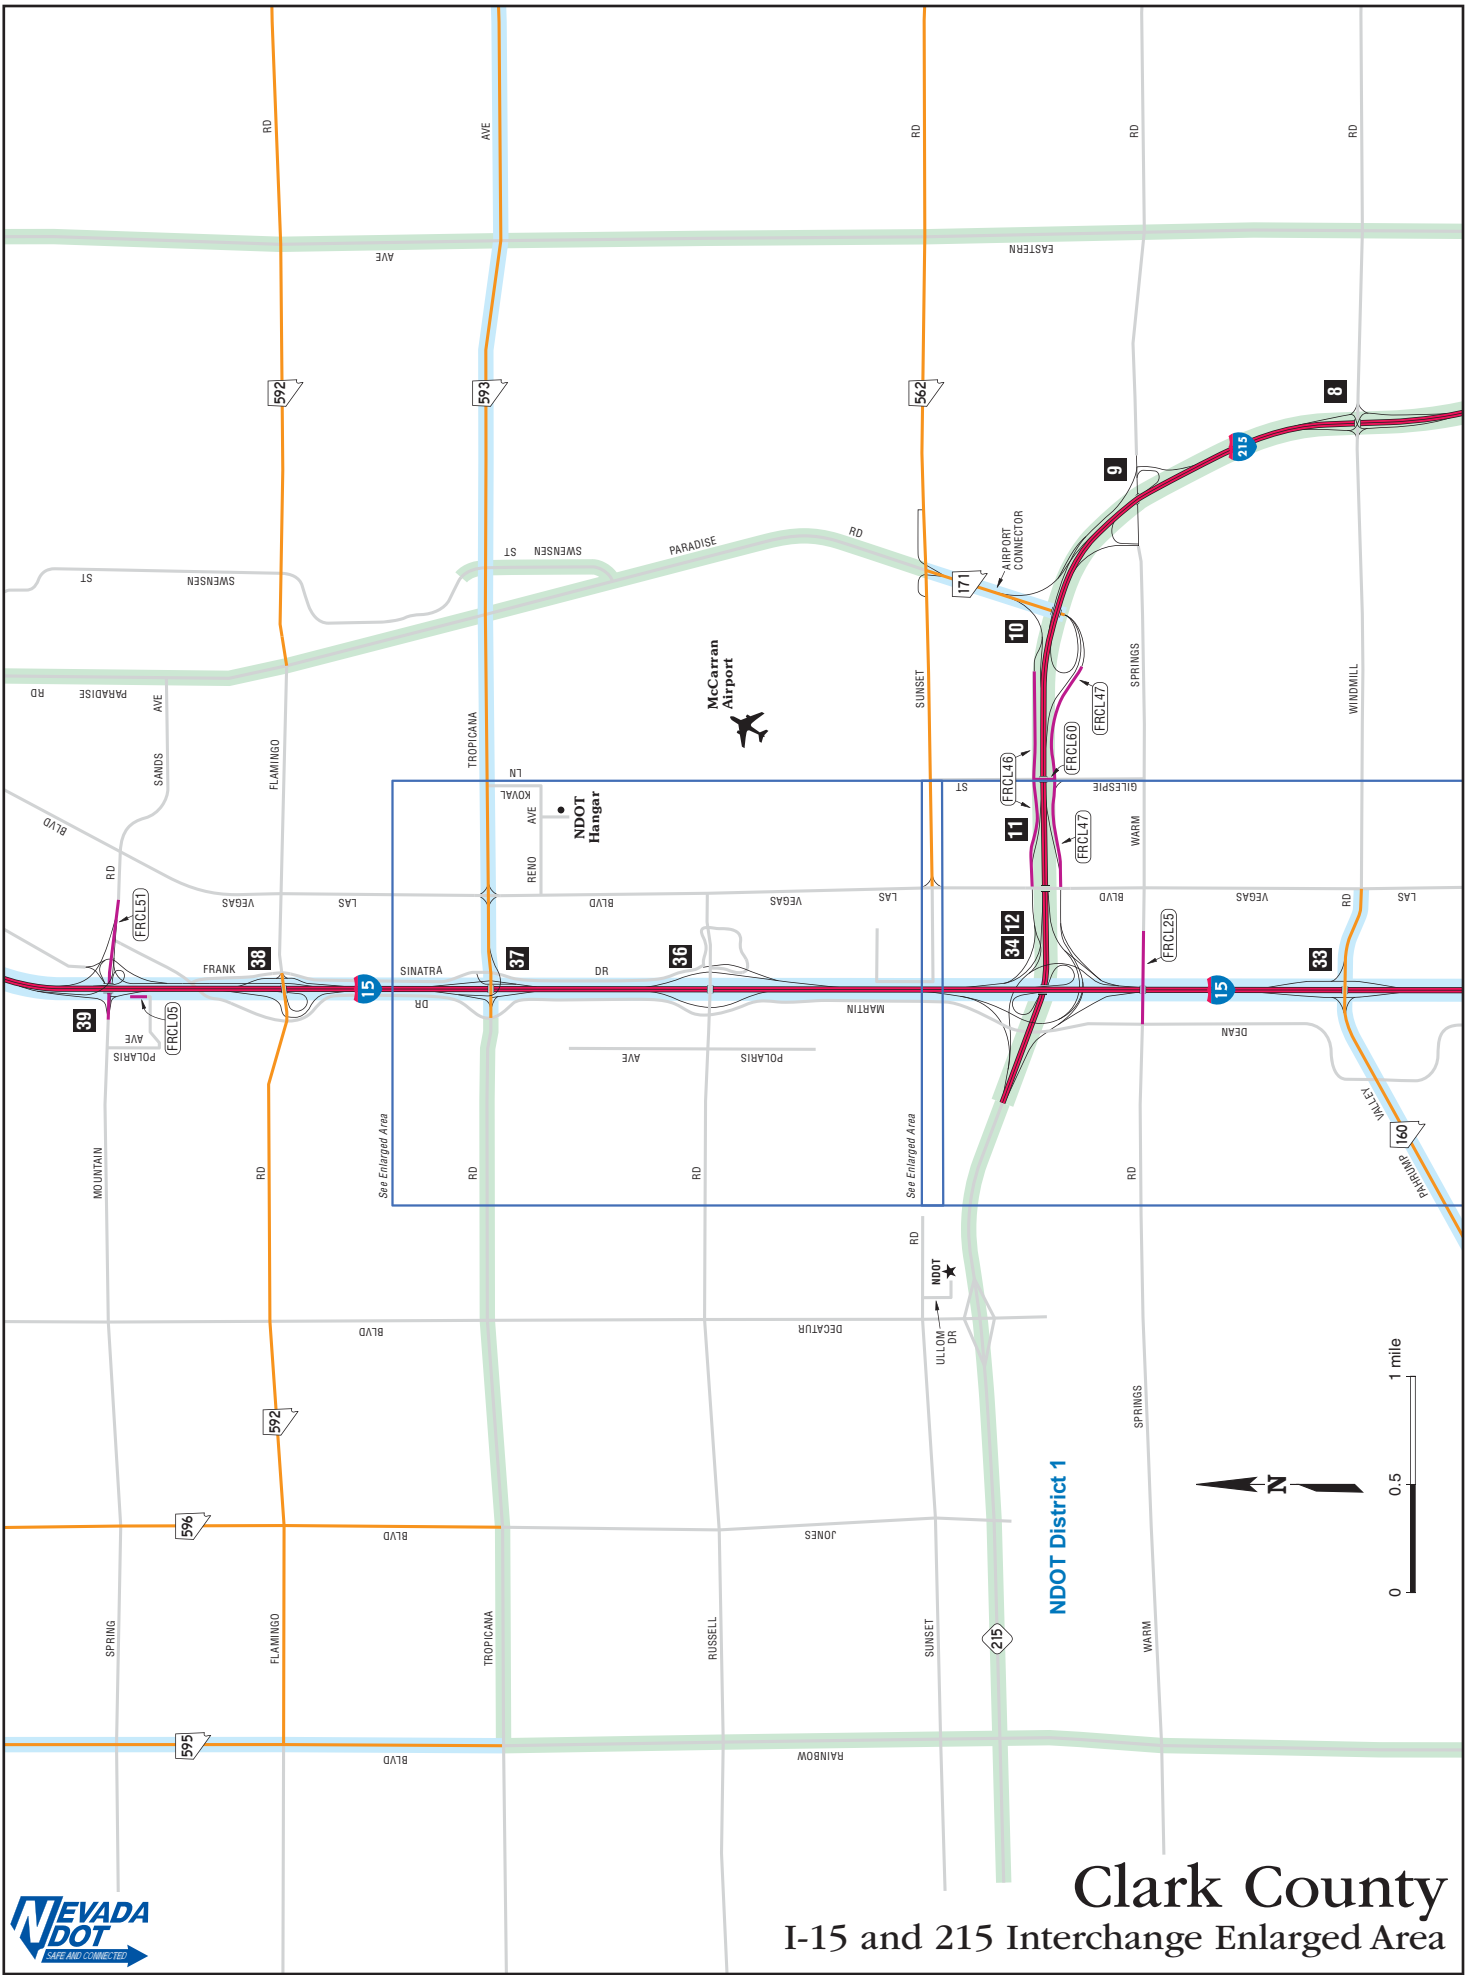 RD
AVE
RD
RD
RD
AVE
EASTERN
592
593
562
8
215
9
ST
SWENSEN
ST
SWENSEN
PARADISE
RD
AIRPORT
CONNECTOR
171
10
RD
PARADISE
AVE
SANDS
FLAMINGO
TROPICANA
McCarran
Airport
SUNSET
SPRINGS
WINDMILL
FRCL47
FRCL60
FRCL46
LN
KOVAL
AVE
RENO
NDOT
Hangar
ST
GILESPIE
11
FRCL47
WARM
BLVD
RD
FRCL51
VEGAS
LAS
BLVD
VEGAS
LAS
BLVD
VEGAS
RD
LAS
FRANK
38
SINATRA
37
DR
36
34
12
FRCL25
33
15
DR
MARTIN
15
39
FRCL05
AVE
POLARIS
AVE
POLARIS
DEAN
VALLEY
160
PAHRUMP
MOUNTAIN
RD
See Enlarged Area
RD
RD
See Enlarged Area
RD
RD
NDOT
ULLOM
DR
BLVD
DECATUR
592
SPRINGS
1 mile
0.5
0
N
NDOT District 1
596
BLVD
JONES
SPRING
FLAMINGO
TROPICANA
RUSSELL
SUNSET
215
WARM
595
BLVD
RAINBOW
NEVADA
DOT
SAFE AND CONNECTED
Clark County
I-15 and 215 Interchange Enlarged Area